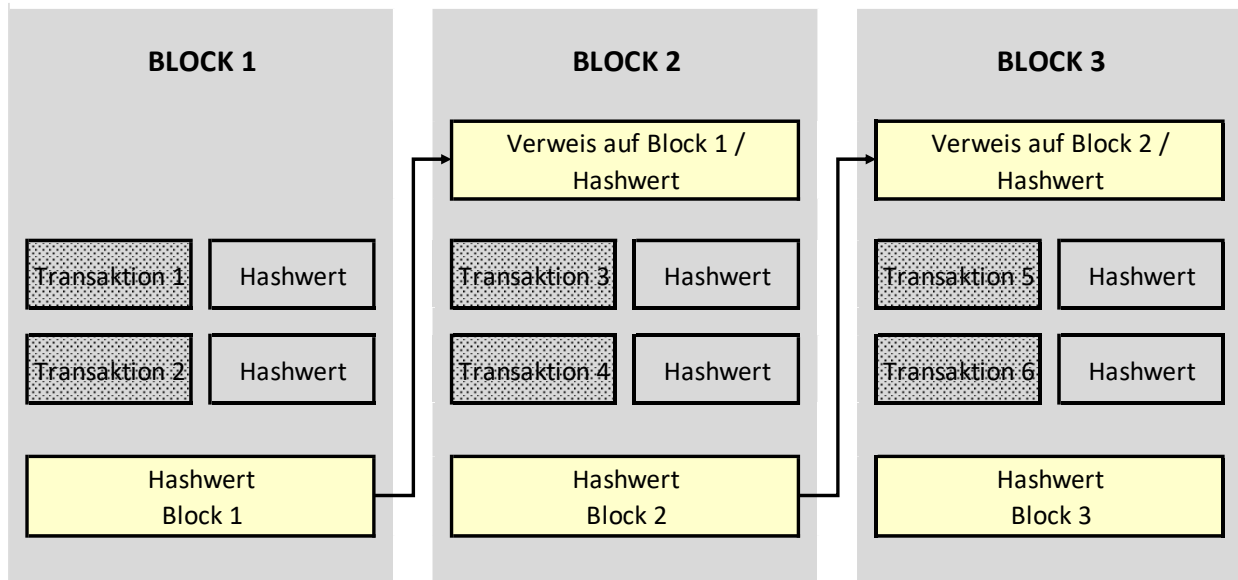 BLOCK 1
Transaktion 1
Hashwert
Transaktion 2
Hashwert
Hashwert
Block 1
BLOCK 2
Verweis auf Block 1 /
Hashwert
Transaktion 3
Hashwert
Transaktion 4
Hashwert
Hashwert
Block 2
BLOCK 3
Verweis auf Block 2 /
Hashwert
Transaktion 5
Hashwert
Transaktion 6
Hashwert
Hashwert
Block 3